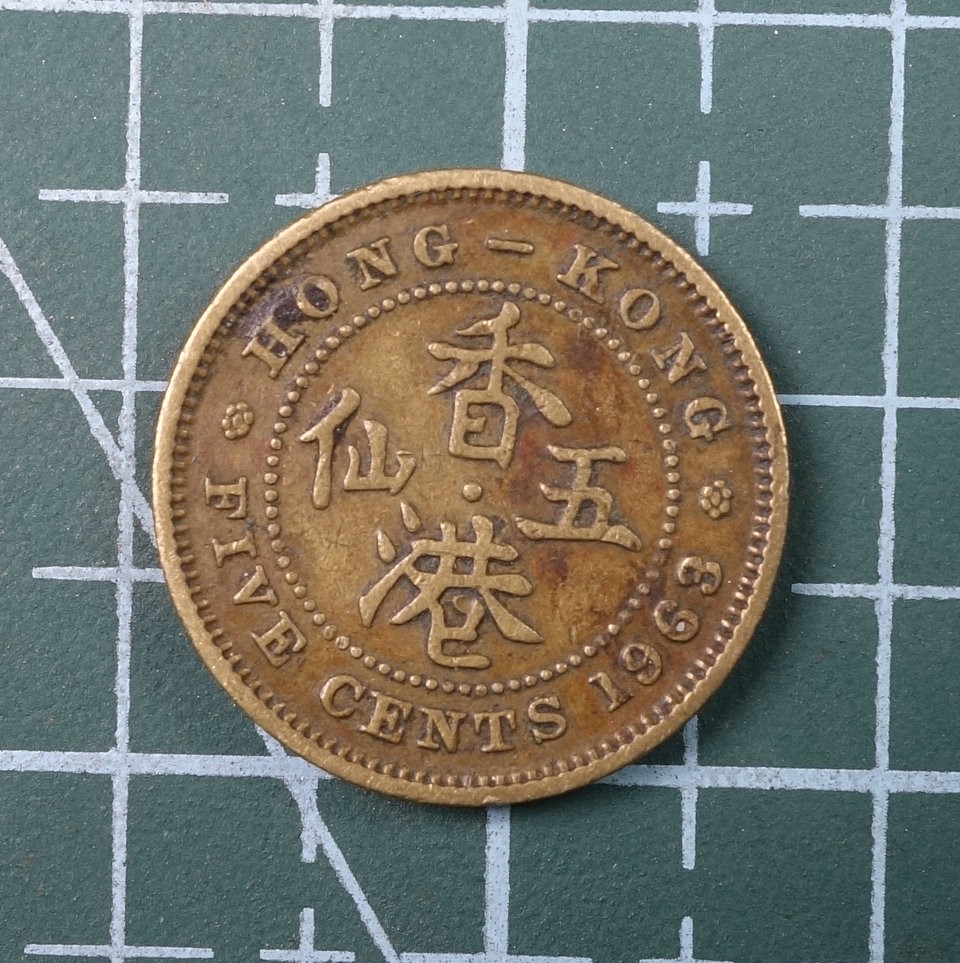 HONG – KONG
香港
五仙
FIVE CENTS 1963